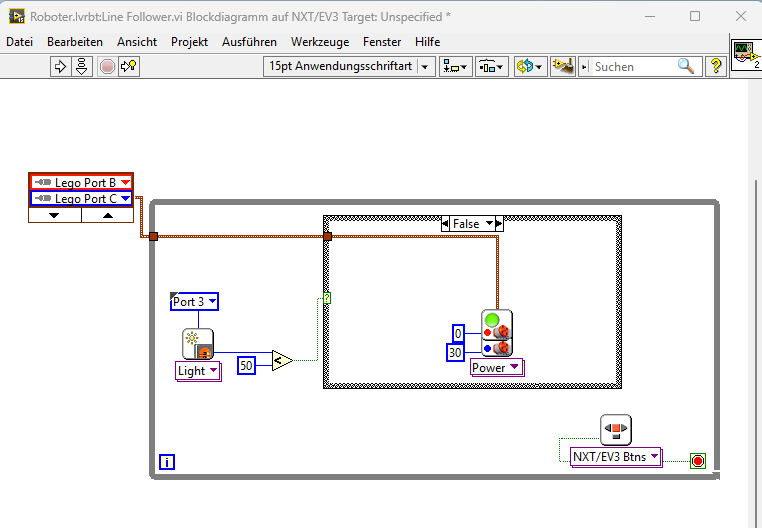 Roboter.lvrbt:Line Follower.vi Blockdiagramm auf NXT/EV3 Target: Unspecified *
Datei Bearbeiten Ansicht Projekt Ausführen Werkzeuge Fenster Hilfe
15pt Anwendungsschriftart
Suchen
?
2
Lego Port B
Lego Port C
False
Port 3
?
0
30
Power
50
<
Light
NXT/EV3 Btns
i